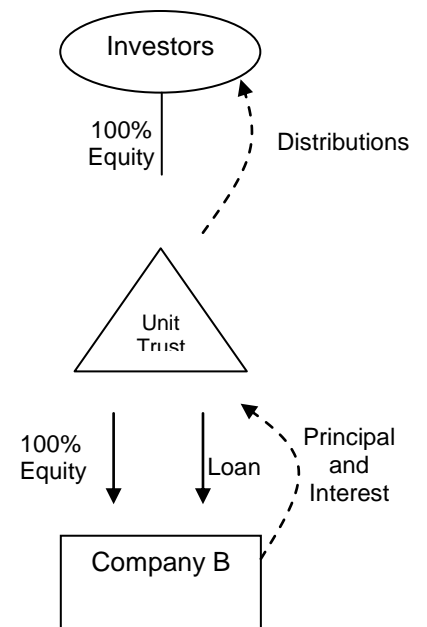 Investors
100%
Equity
Distributions
Unit
Trust
100%
Equity
Loan
Principal
and
Interest
Company B